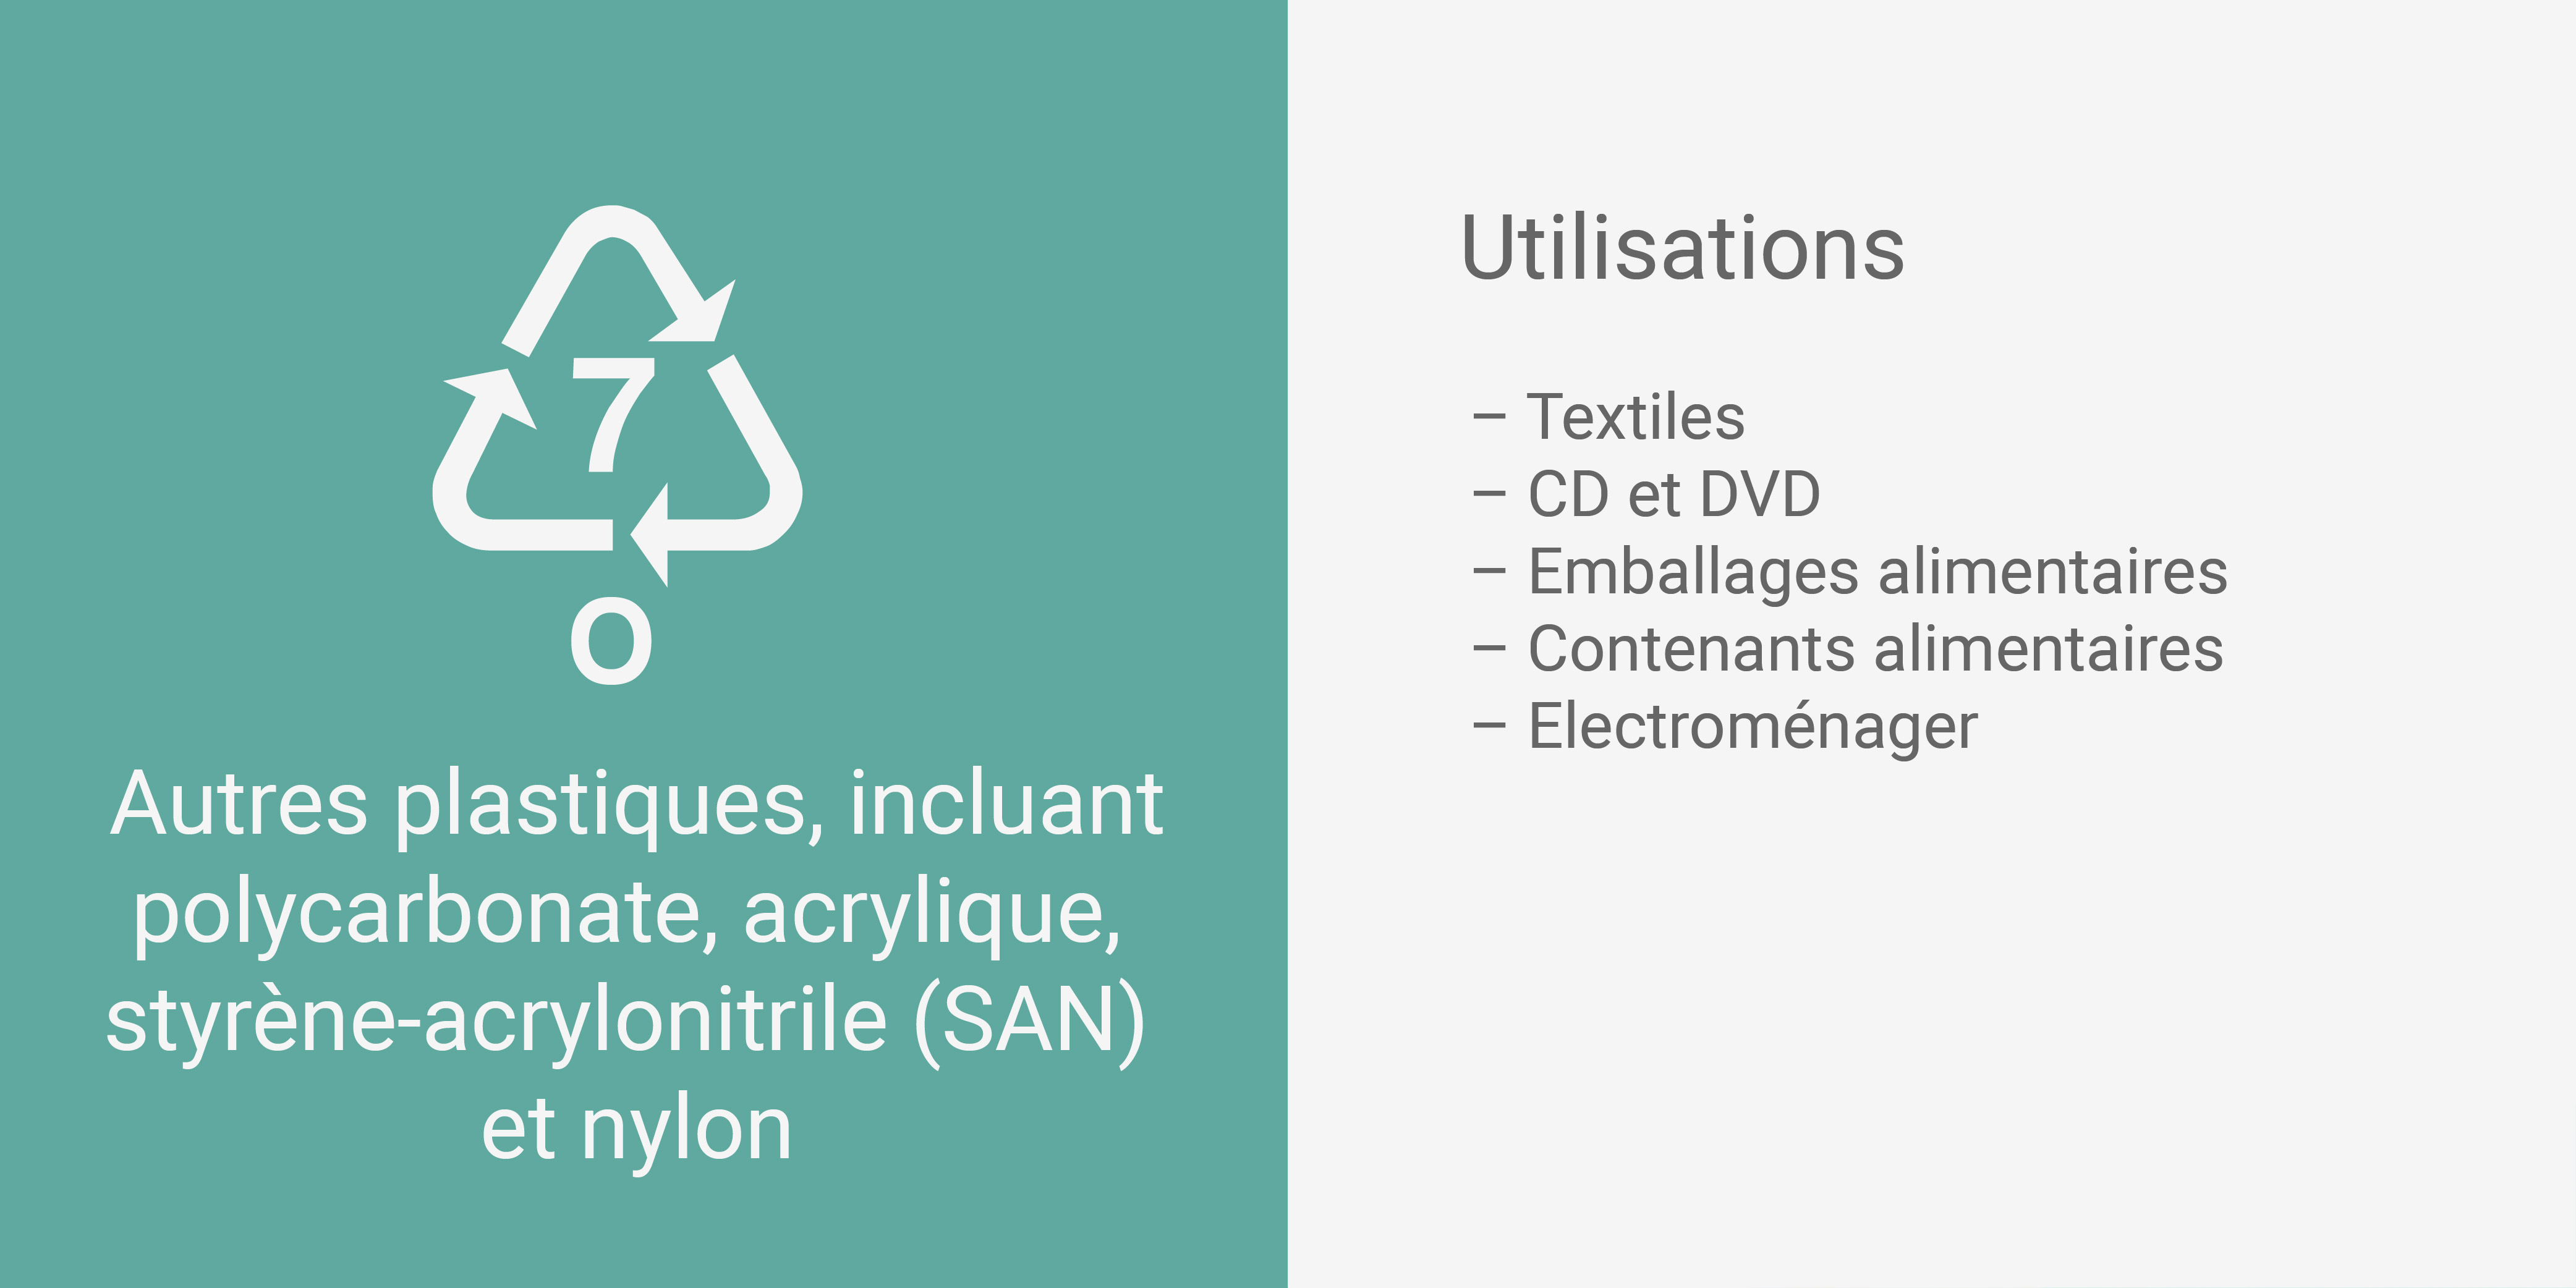 7
O
Autres plastiques, incluant
polycarbonate, acrylique,
styrène-acrylonitrile (SAN)
et nylon
Utilisations
– Textiles
– CD et DVD
– Emballages alimentaires
– Contenants alimentaires
– Electroménager